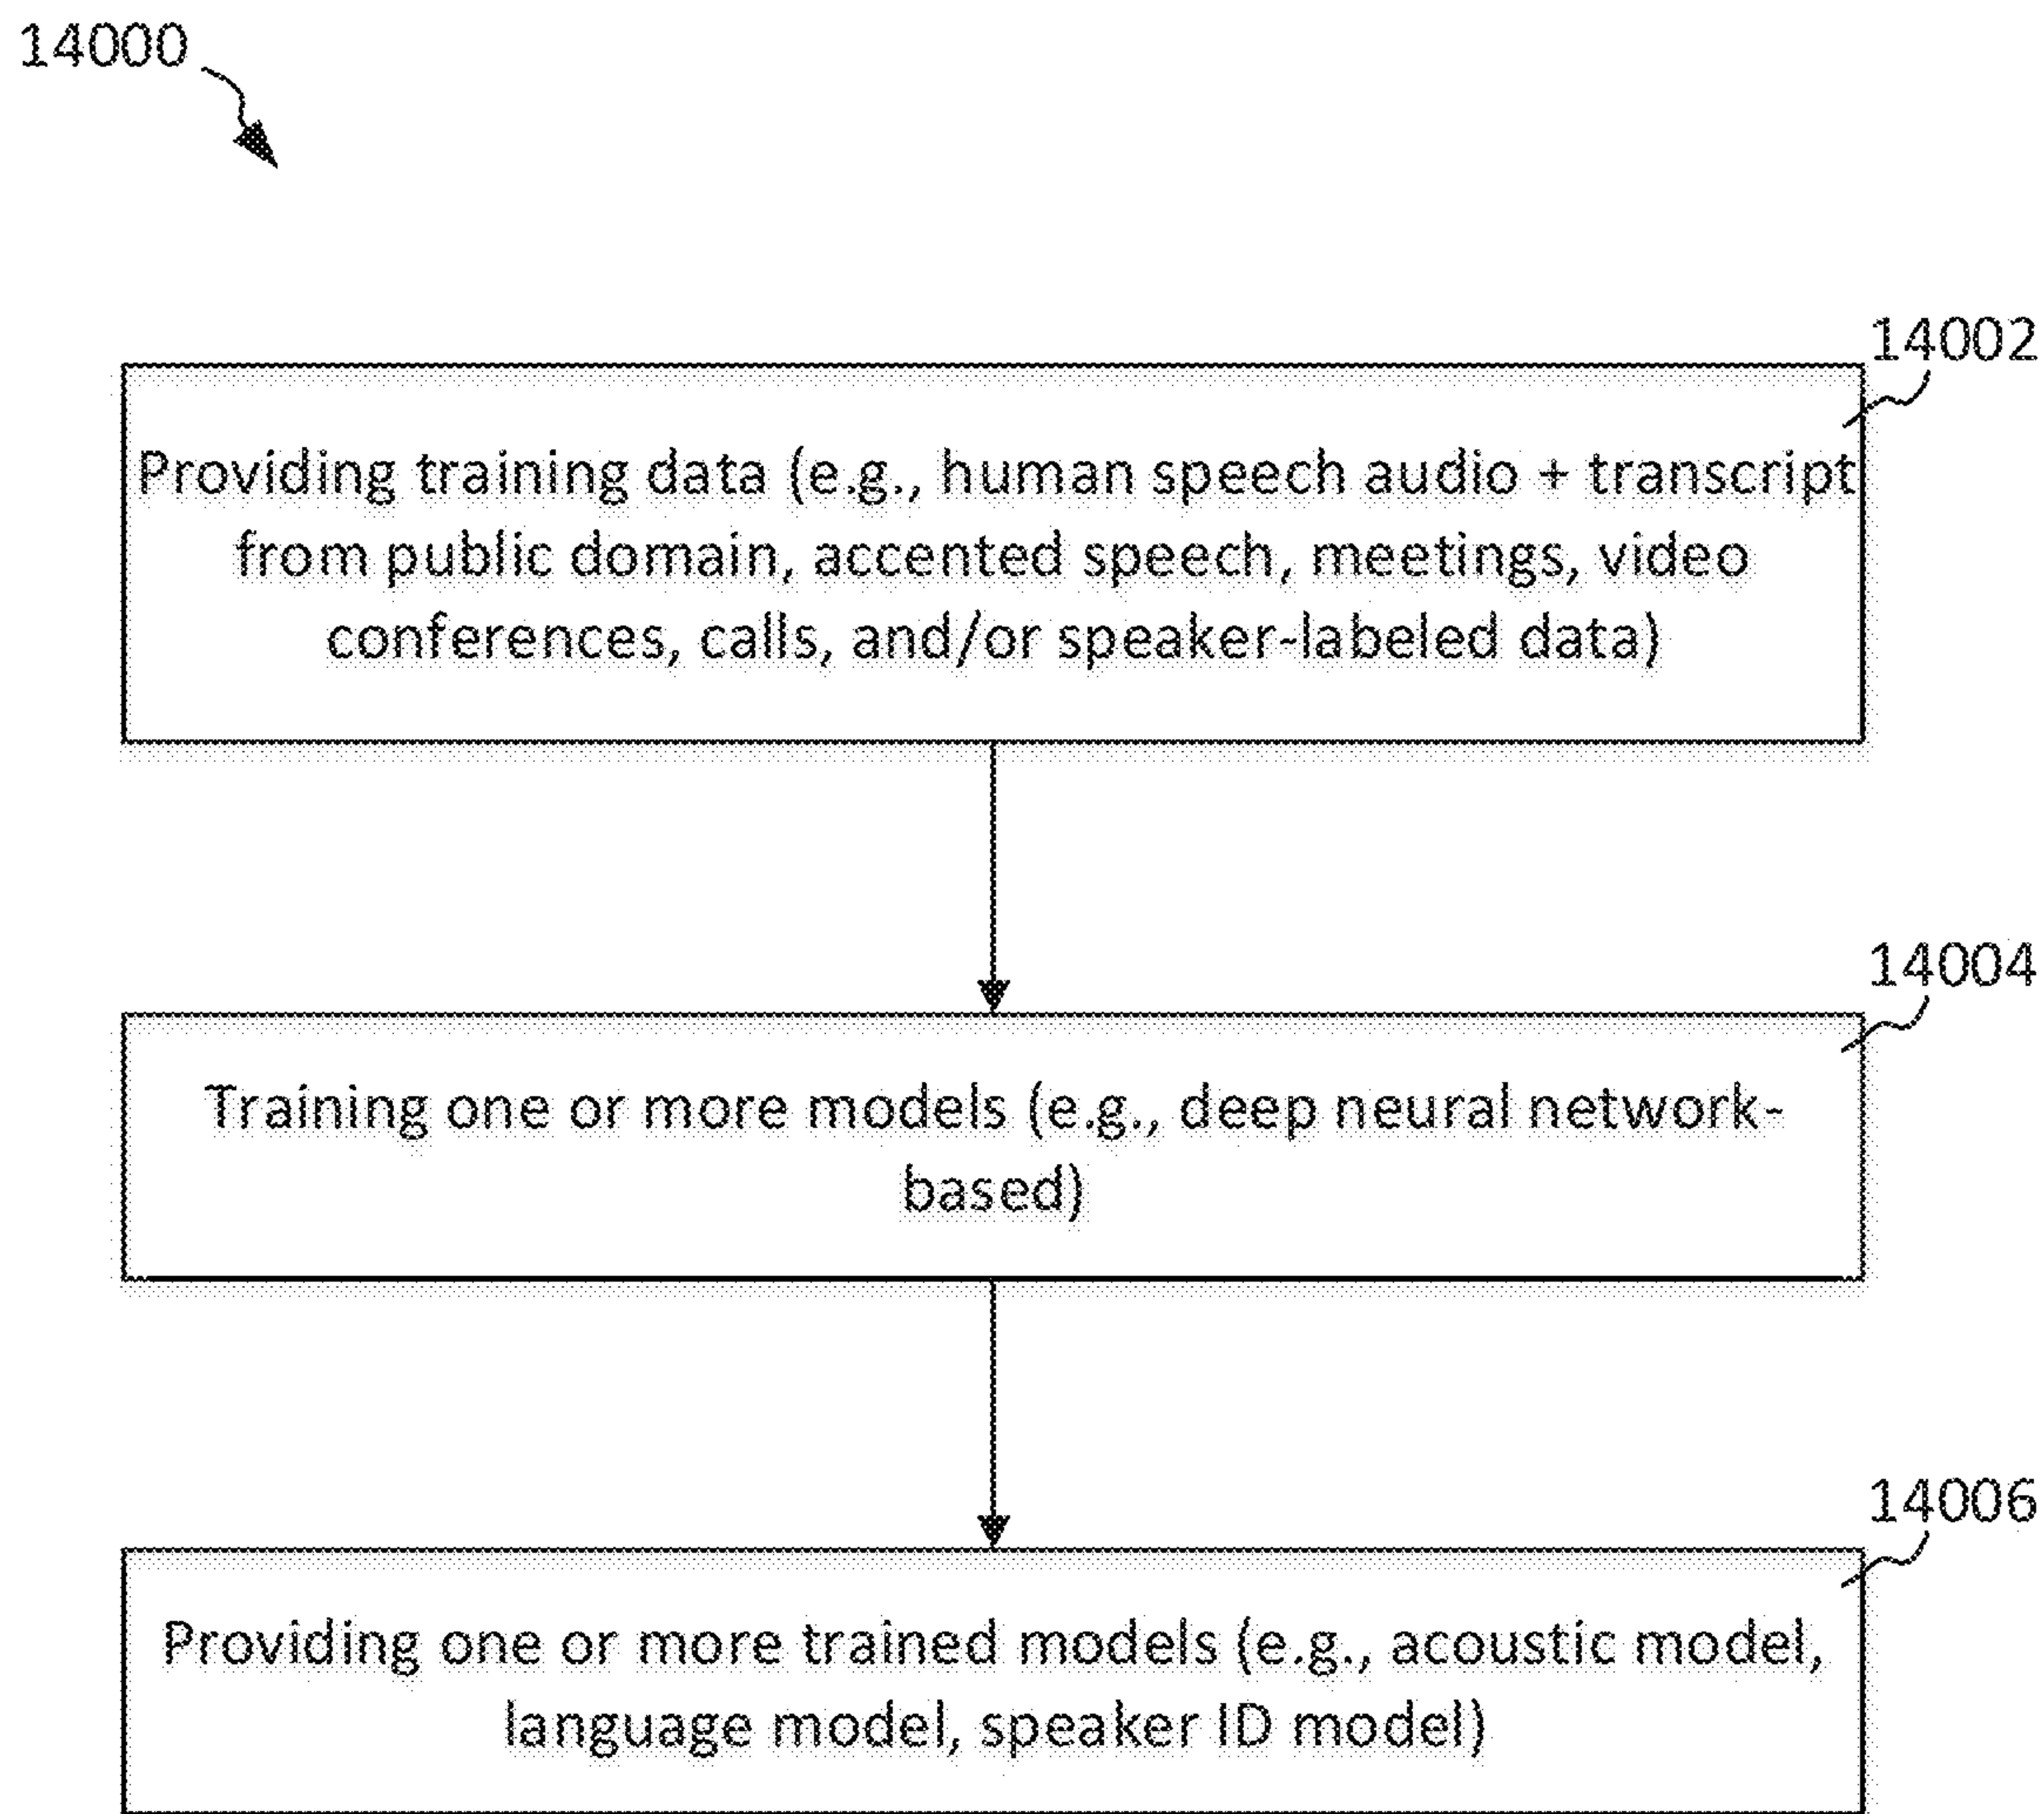 14000
14002
Providing training data (e.g., human speech audio + transcript
from public domain, accented speech, meetings, video
conferences, calls, and/or speaker-labeled data)
14004
Training one or more models (e.g., deep neural network-
based)
14006
Providing one or more trained models (e.g., acoustic model,
language model, speaker ID model)